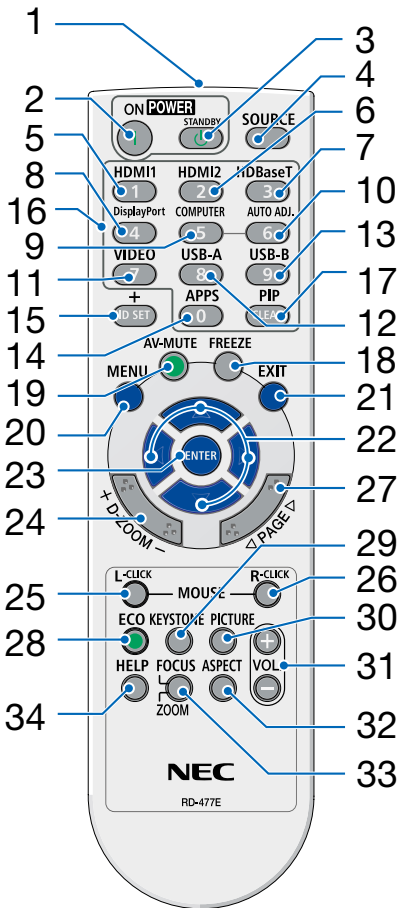 1
2
3
4
5
6
7
8
9
10
11
12
13
14
15
16
17
18
19
20
21
22
23
24
25
26
27
28
29
30
31
32
33
34
ON POWER
STANDBY
SOURCE
HDMI1 HDMI2 HDBaseT
1 2 3
DisplayPort COMPUTER AUTO ADJ.
4 5 6
VIDEO USB-A USB-B
7 8 9
+ APPS PIP
ID SET 0 CLEAR
AV-MUTE FREEZE
MENU EXIT
ENTER
+ D-ZOOM −
◁ PAGE ▷
L-CLICK MOUSE R-CLICK
ECO KEYSTONE PICTURE
+
HELP FOCUS ASPECT VOL.
−
ZOOM
NEC
RD-477E